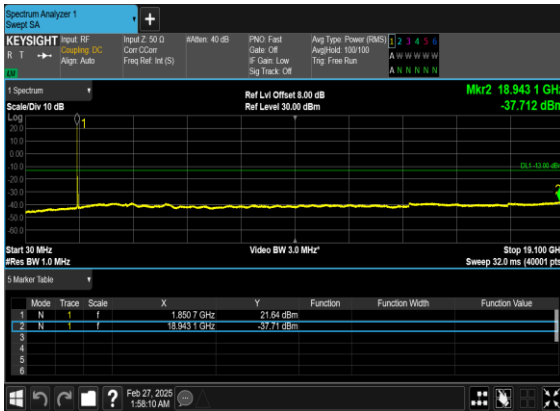 Spectrum Analyzer 1
Swept SA
+
KEYSIGHT Input: RF Input Z: 50 Ω #Atten: 40 dB PNO: Fast Avg Type: Power (RMS) 1 2 3 4 5 6
R T Coupling: DC Corr CCorr Gate: Off Avg|Hold: 100/100 A W W W W W
Align: Auto Freq Ref: Int (S) IF Gain: Low Trig: Free Run
LXI Sig Track: Off A N N N N N
1 Spectrum Ref Lvl Offset 8.00 dB Mkr2 18.943 1 GHz
Scale/Div 10 dB Ref Level 30.00 dBm -37.712 dBm
Log
1
20.0
10.0
0.00
-10.0
DL1 -13.00 dBm
-20.0
-30.0
-40.0
-50.0
-60.0
Start 30 MHz Video BW 3.0 MHz* Stop 19.100 GHz
#Res BW 1.0 MHz Sweep 32.0 ms (40001 pts)
5 Marker Table
Mode Trace Scale X Y Function Function Width Function Value
1 N 1 f 1.850 7 GHz 21.64 dBm
2 N 1 f 18.943 1 GHz -37.71 dBm
3
4
5
6
? Feb 27, 2025
1:58:10 AM